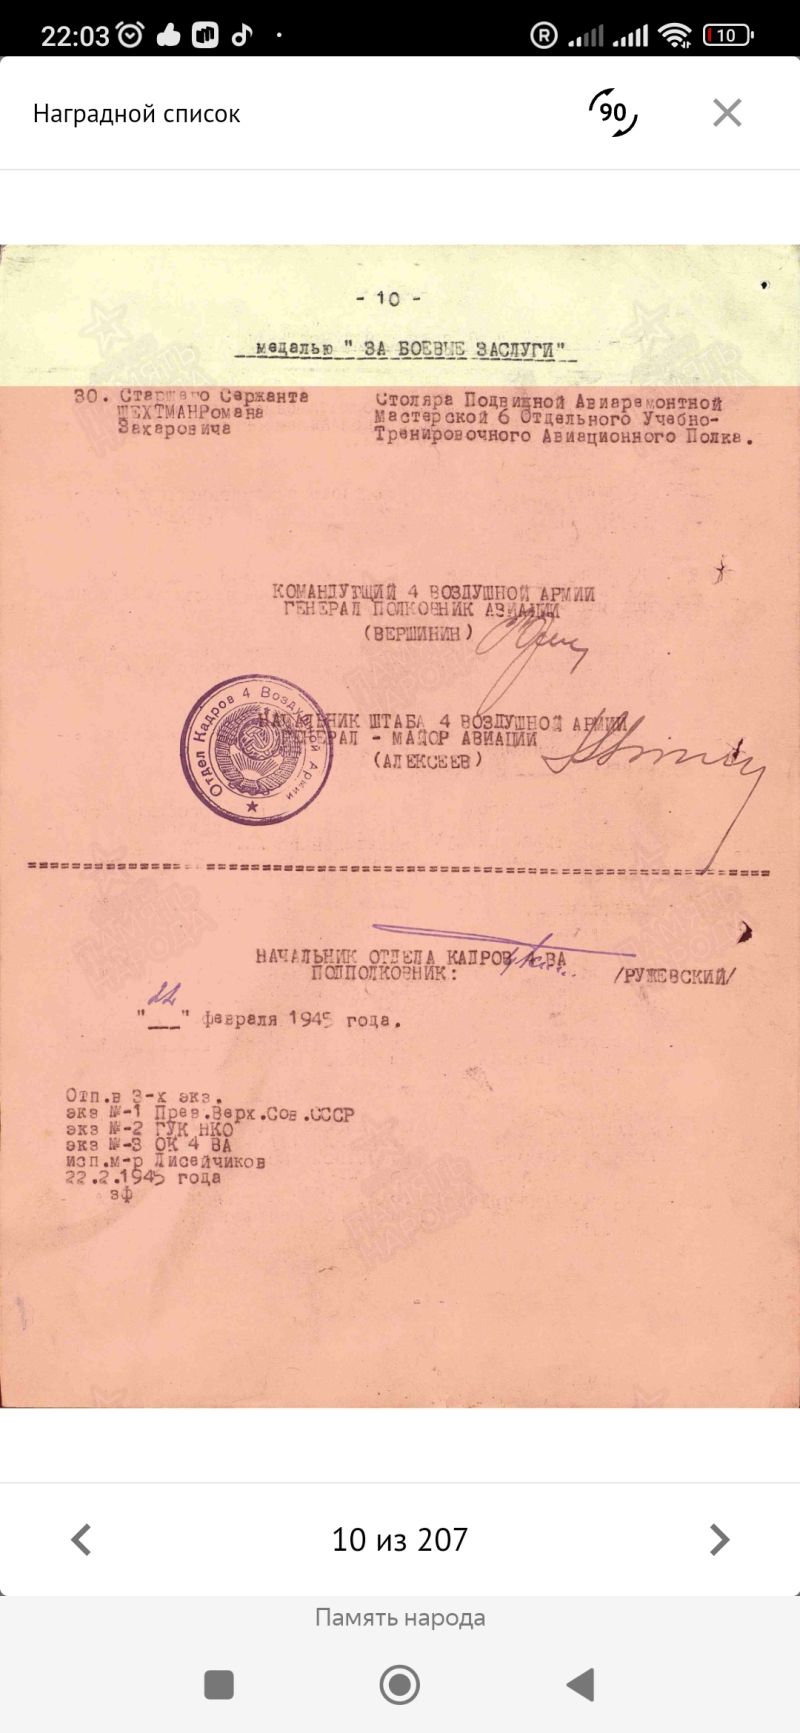 22:03
R
10
Наградной список
90
- 10 -
медалью " ЗА БОЕВЫЕ ЗАСЛУГИ"
30. Старшего Сержанта
ШЕХТМАНРомана
Захаровича
Столяра Подвижной Авиаремонтной
Мастерской 6 Отдельного Учебно-
Тренировочного Авиационного Полка.
КОМАНДУЩИЙ 4 ВОЗДУШНОЙ АРМИИ
ГЕНЕРАЛ ПОЛКОВНИК АВИАЦИИ
(ВЕРШИНИН)
Отдел Кадров 4 Воздушной Армии
НАЧАЛЬНИК ШТАБА 4 ВОЗДУШНОЙ АРМИИ
ГЕНЕРАЛ - МАЙОР АВИАЦИИ
(АЛЕКСЕЕВ)
НАЧАЛЬНИК ОТДЕЛА КАДРОВ 4 ВА
ПОДПОЛКОВНИК: /РУЖЕВСКИЙ/
"22" февраля 1945 года.
Отп.в 3-х экз.
экз №-1 През.Верх.Сов.СССР
экз №-2 ГУК НКО
экз №-3 ОК 4 ВА
исп.м-р Лисейчиков
22.2.1945 года
зф
ПАМЯТЬ НАРОДА
10 из 207
Память народа